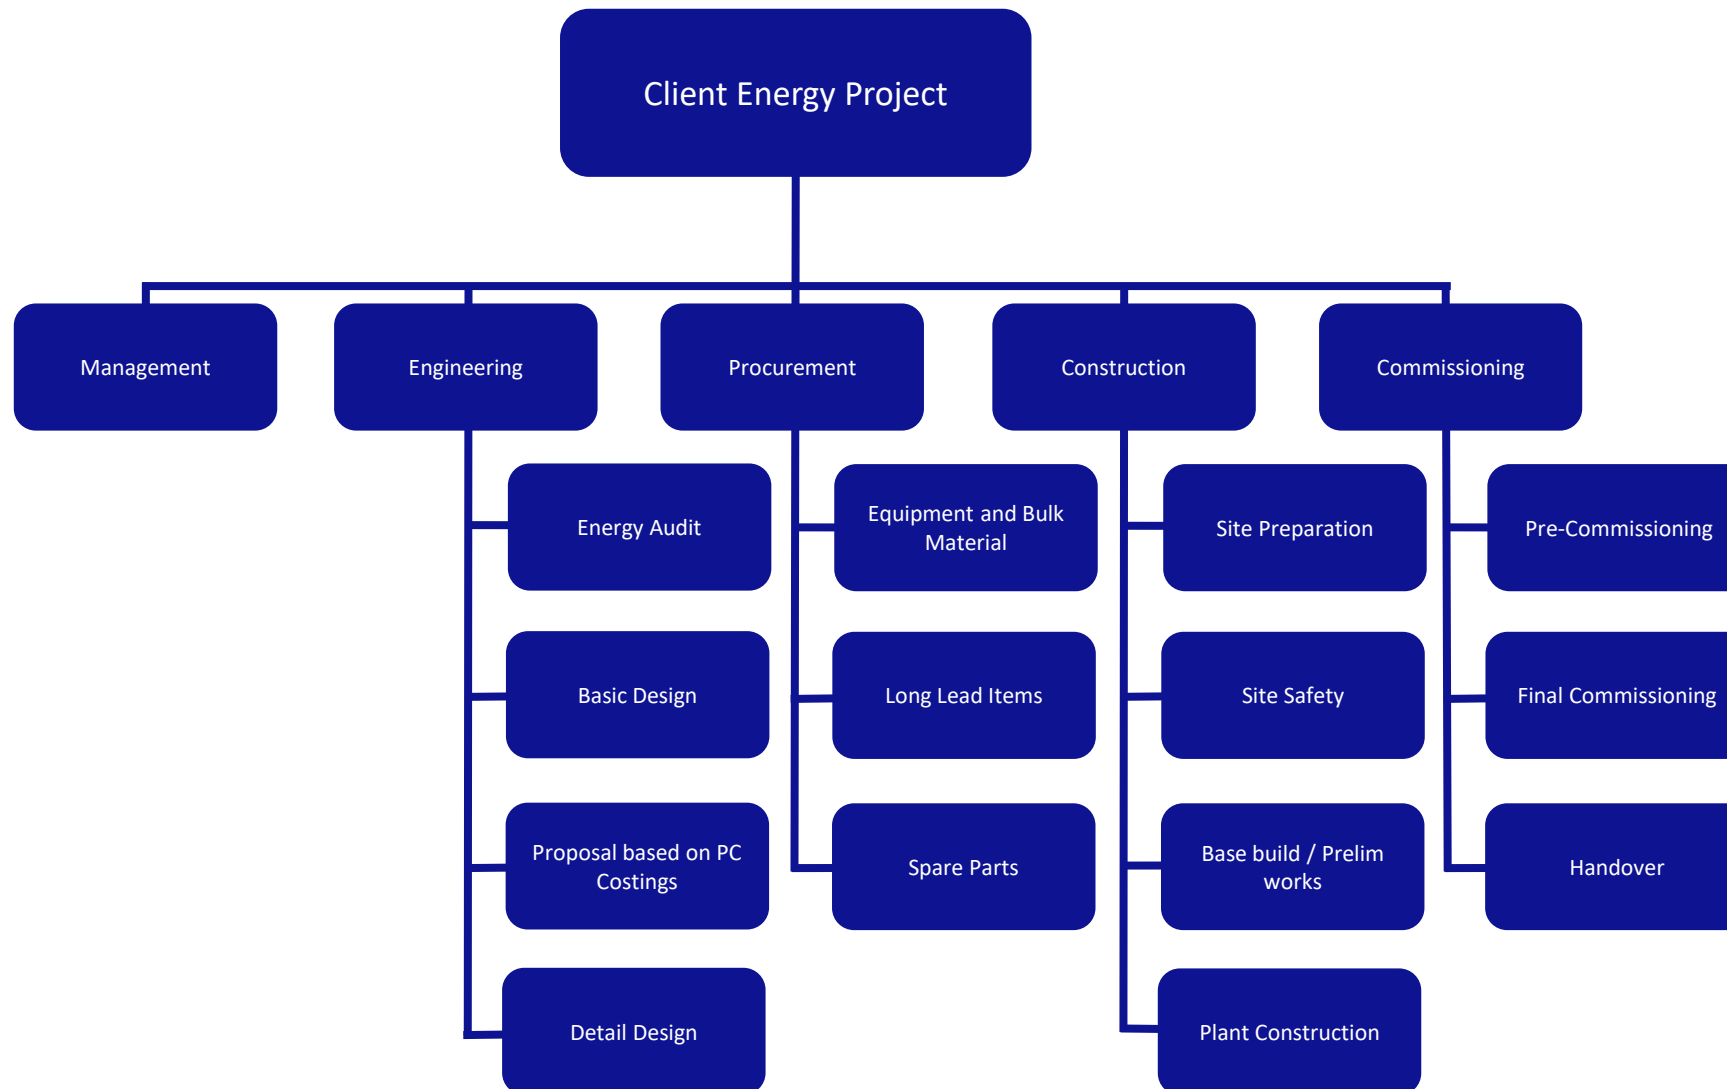 Client Energy Project
Management
Engineering
Procurement
Construction
Commissioning
Energy Audit
Equipment and Bulk
Material
Site Preparation
Pre-Commissioning
Basic Design
Long Lead Items
Site Safety
Final Commissioning
Proposal based on PC
Costings
Spare Parts
Base build / Prelim
works
Handover
Detail Design
Plant Construction